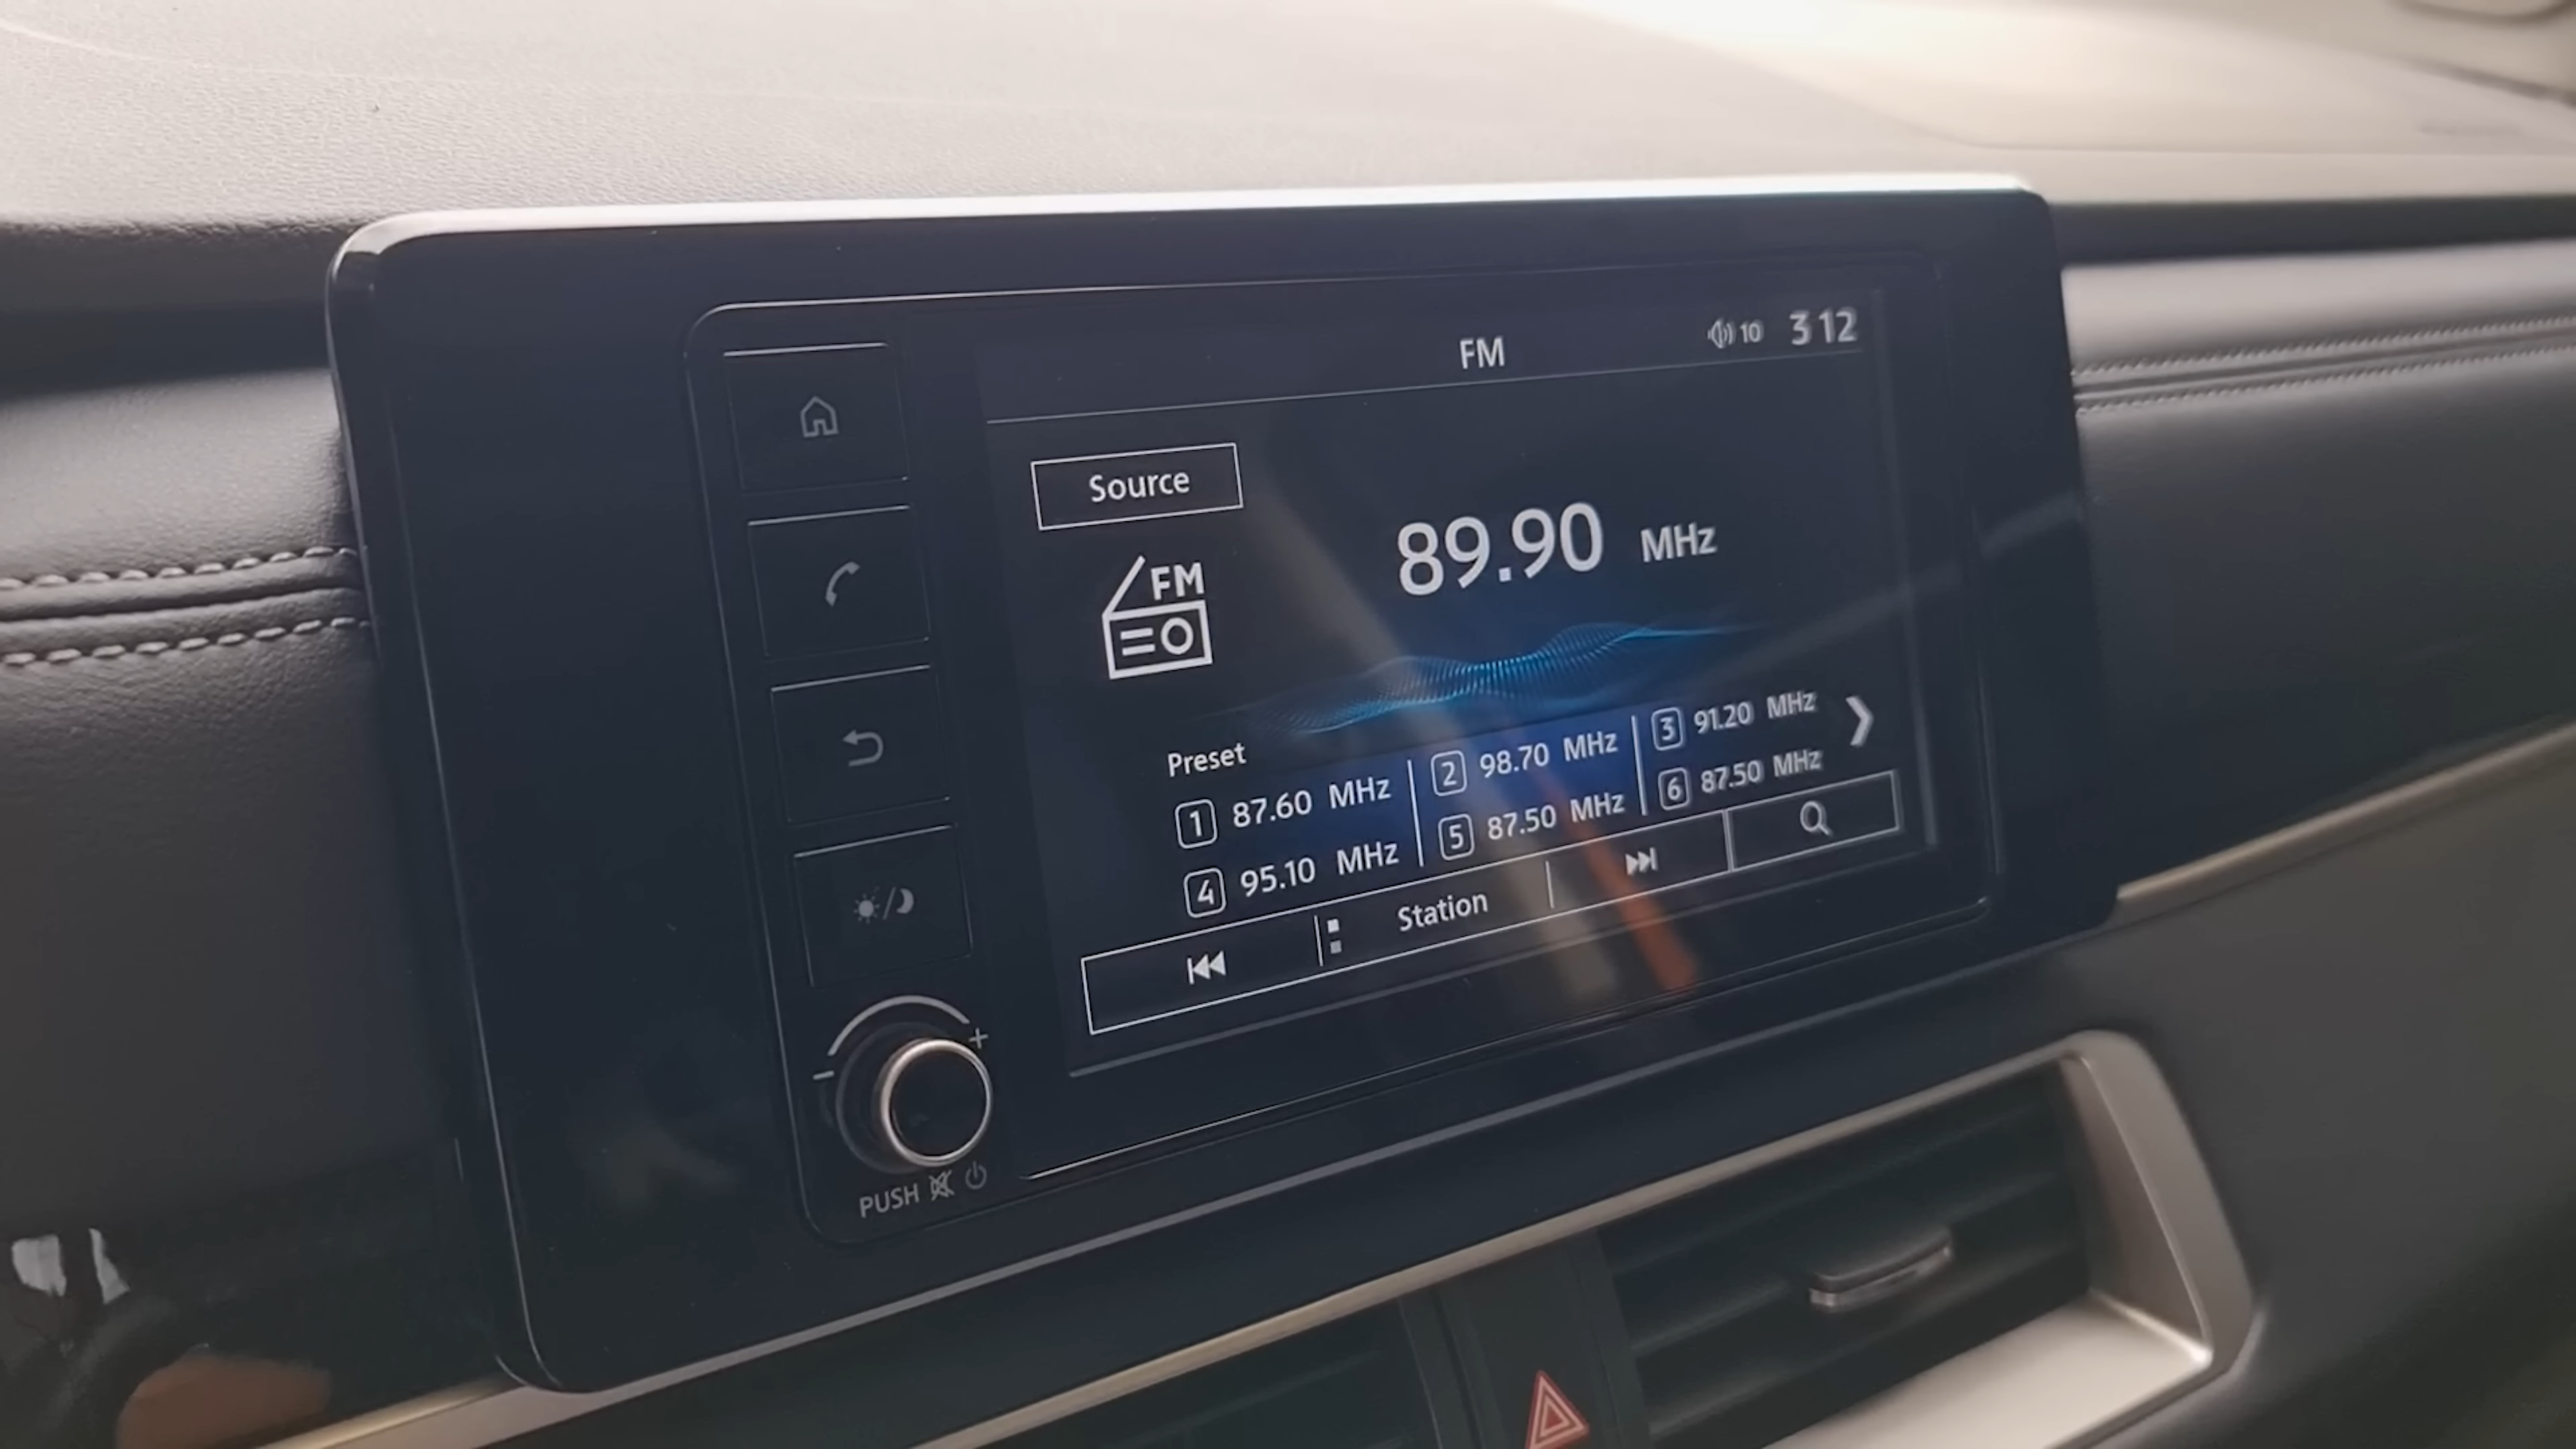 FM 10 3 12
Source
FM
89.90 MHz
Preset
1 87.60 MHz 2 98.70 MHz 3 91.20 MHz
4 95.10 MHz 5 87.50 MHz 6 87.50 MHz
Station
- +
PUSH